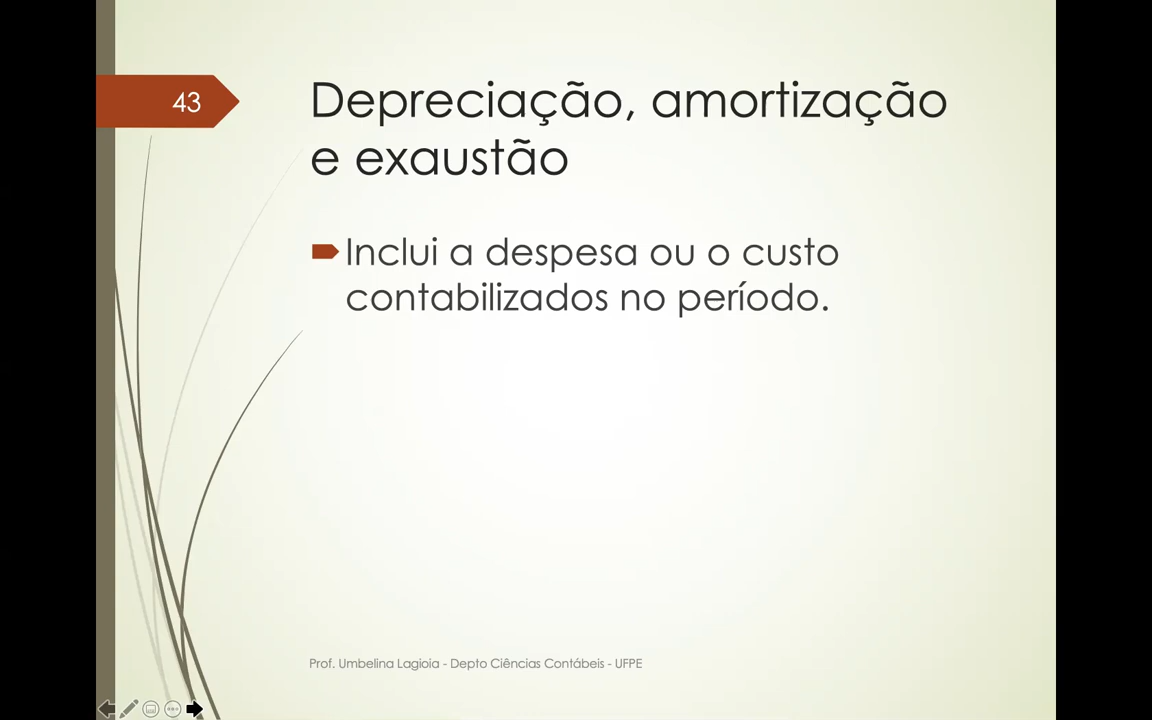 43
Depreciação, amortização
e exaustão
Inclui a despesa ou o custo
contabilizados no período.
Prof. Umbelina Lagioia - Depto Ciências Contábeis - UFPE